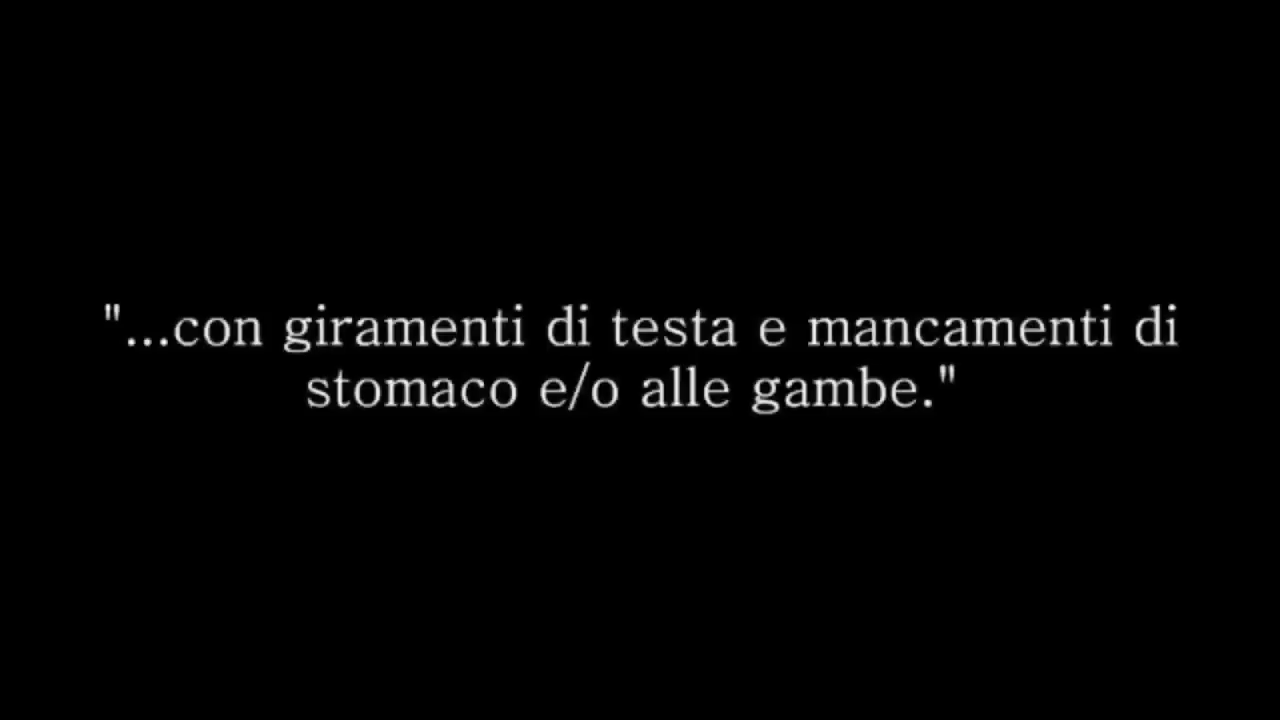 "...con giramenti di testa e mancamenti di
stomaco e/o alle gambe."